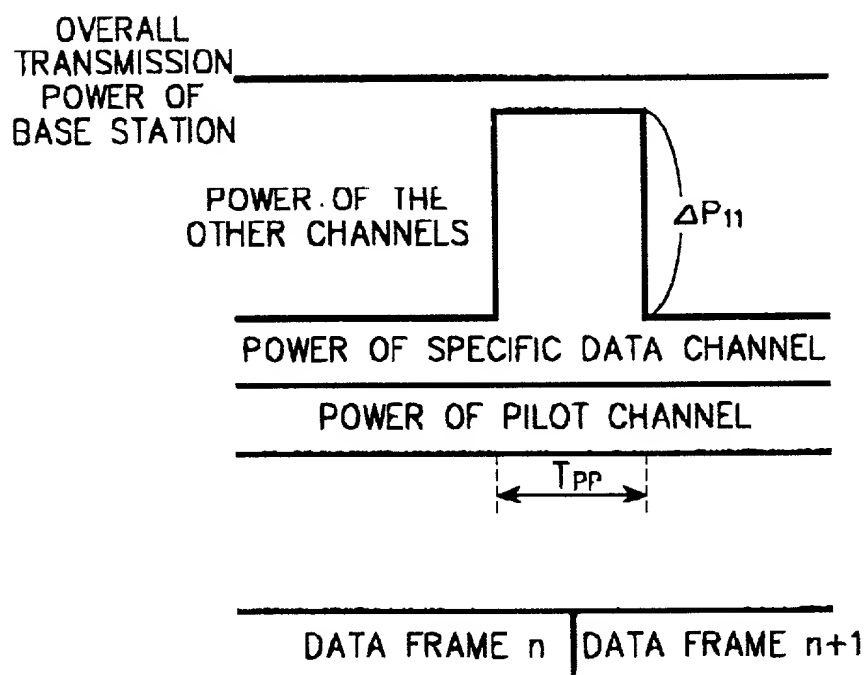 OVERALL
TRANSMISSION
POWER OF
BASE STATION
POWER OF THE
OTHER CHANNELS
ΔP11
POWER OF SPECIFIC DATA CHANNEL
POWER OF PILOT CHANNEL
TPP
DATA FRAME n
DATA FRAME n+1